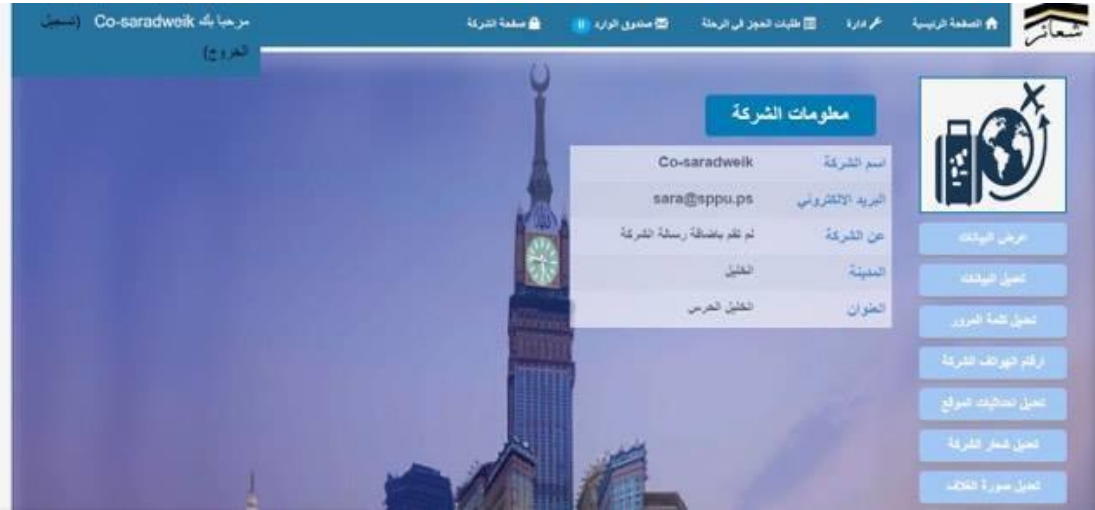 شعائر
الصفحة الرئيسية
ادارة
طلبات الحجز في الرحلة
صندوق الوارد 11
صفحة الشركة
مرحبا بك Co-saradweik (تسجيل
الخروج)
معلومات الشركة
اسم الشركة Co-saradweik
البريد الالكتروني sara@sppu.ps
عن الشركة لم تقم باضافة رسالة الشركة
المدينة الخليل
العنوان الخليل الحرس
عرض البيانات
تعديل البيانات
تعديل كلمة المرور
ارقام الهواتف الشركة
تعديل احداثيات الموقع
تعديل شعار الشركة
تعديل صورة الغلاف